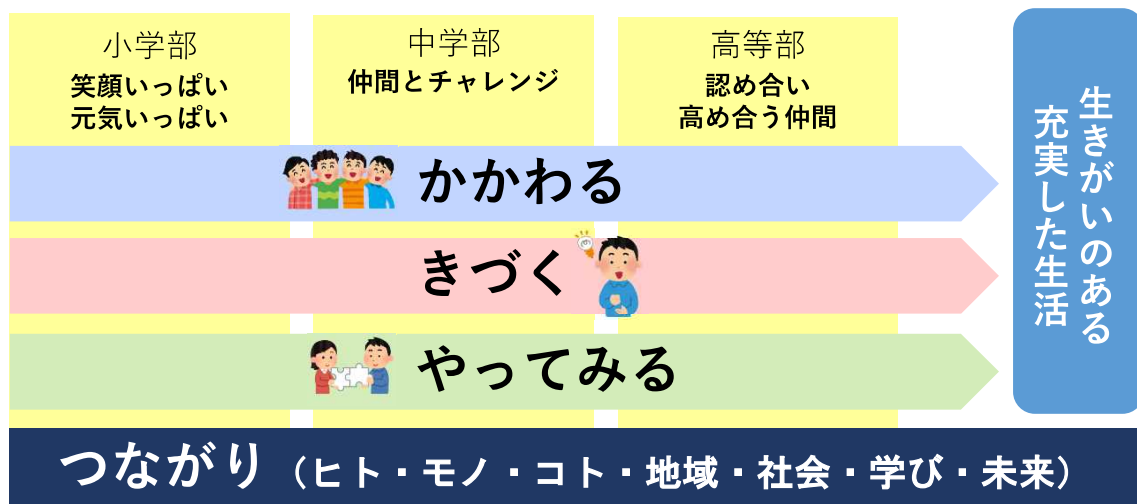 小学部
笑顔いっぱい
元気いっぱい
中学部
仲間とチャレンジ
高等部
認め合い
高め合う仲間
かかわる
きづく
やってみる
生きがいのある
充実した生活
つながり（ヒト・モノ・コト・地域・社会・学び・未来）